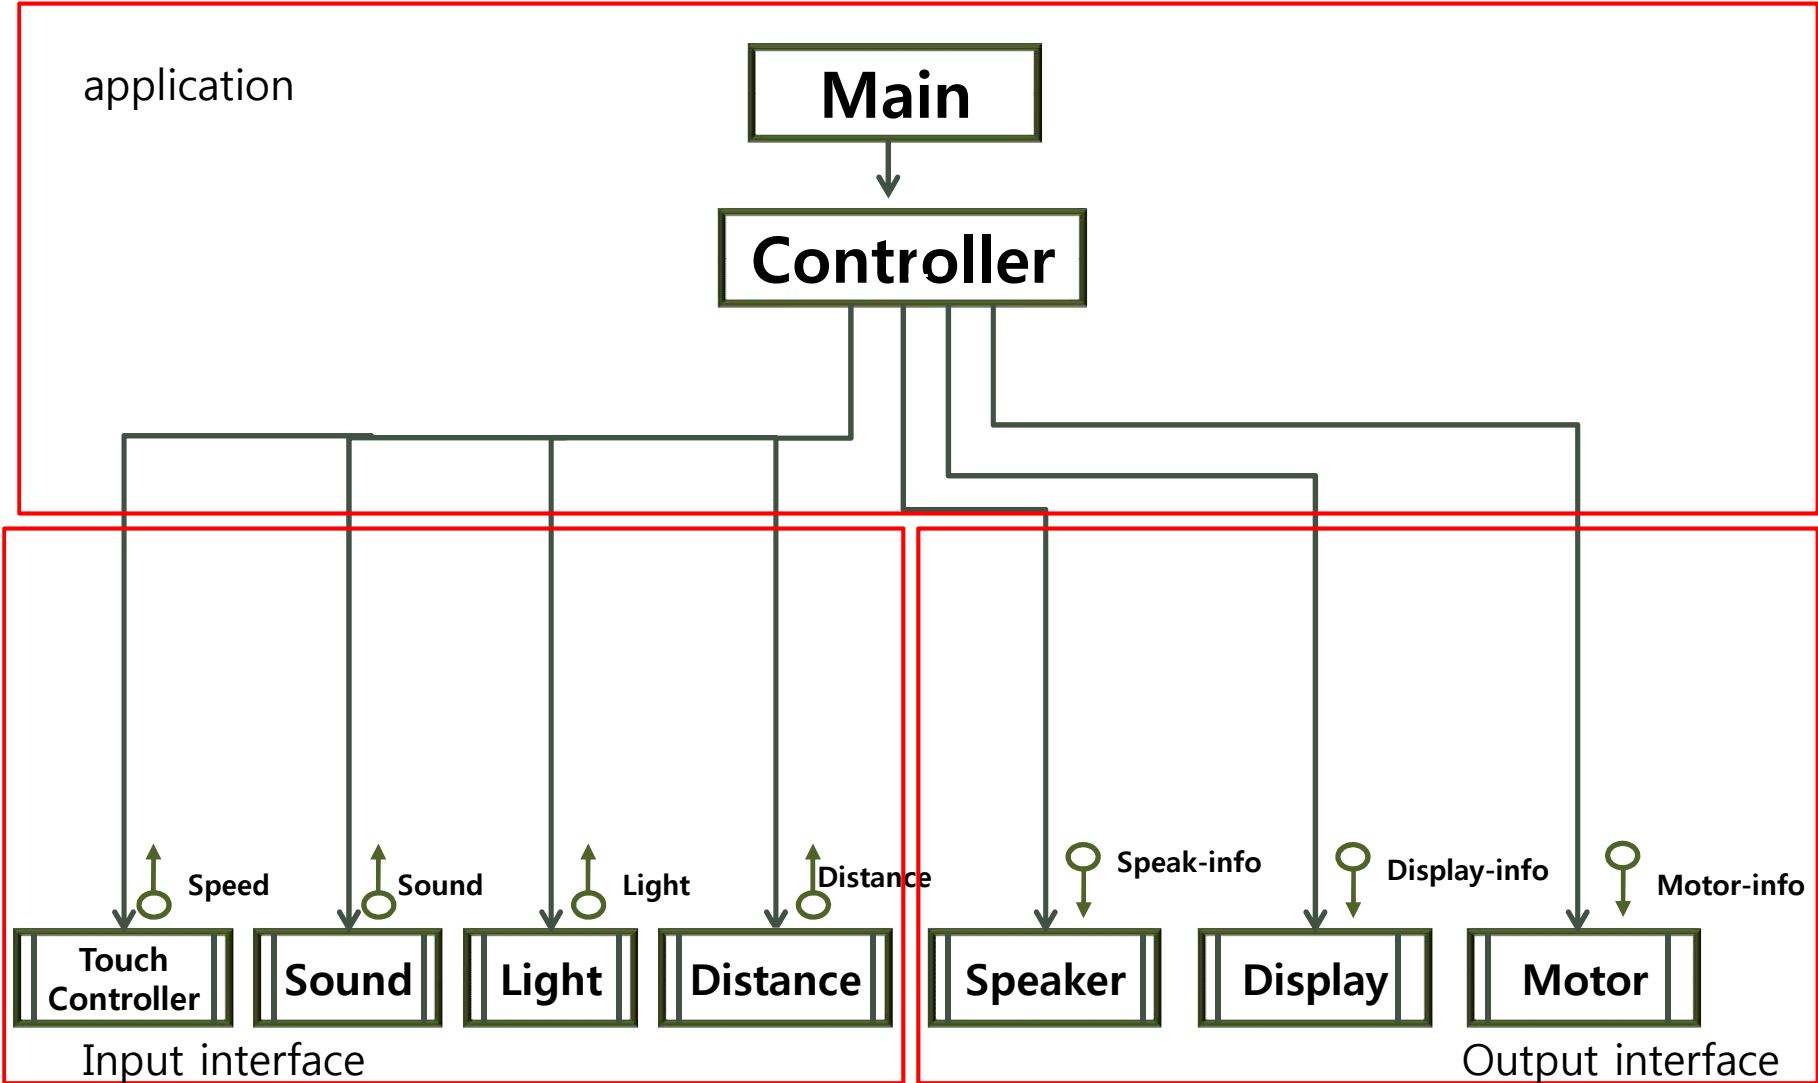 application
Main
Controller
Speed
Sound
Light
Distance
Speak-info
Display-info
Motor-info
Touch
Controller
Sound
Light
Distance
Speaker
Display
Motor
Input interface
Output interface